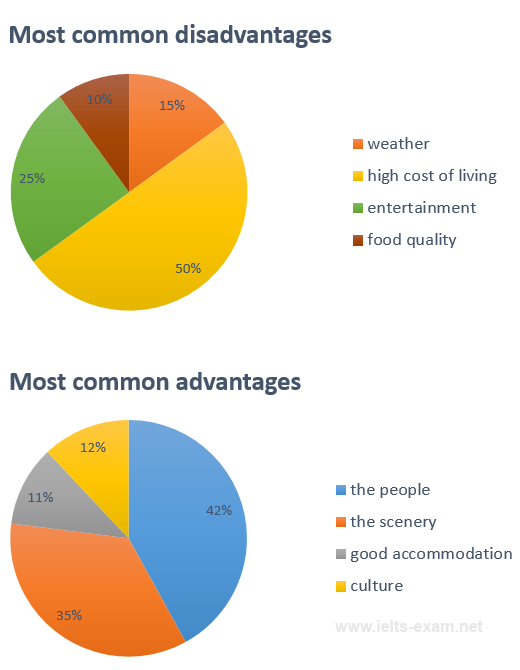 Most common disadvantages
10%
15%
25%
50%
weather
high cost of living
entertainment
food quality
Most common advantages
12%
11%
42%
35%
the people
the scenery
good accommodation
culture
www.ielts-exam.net